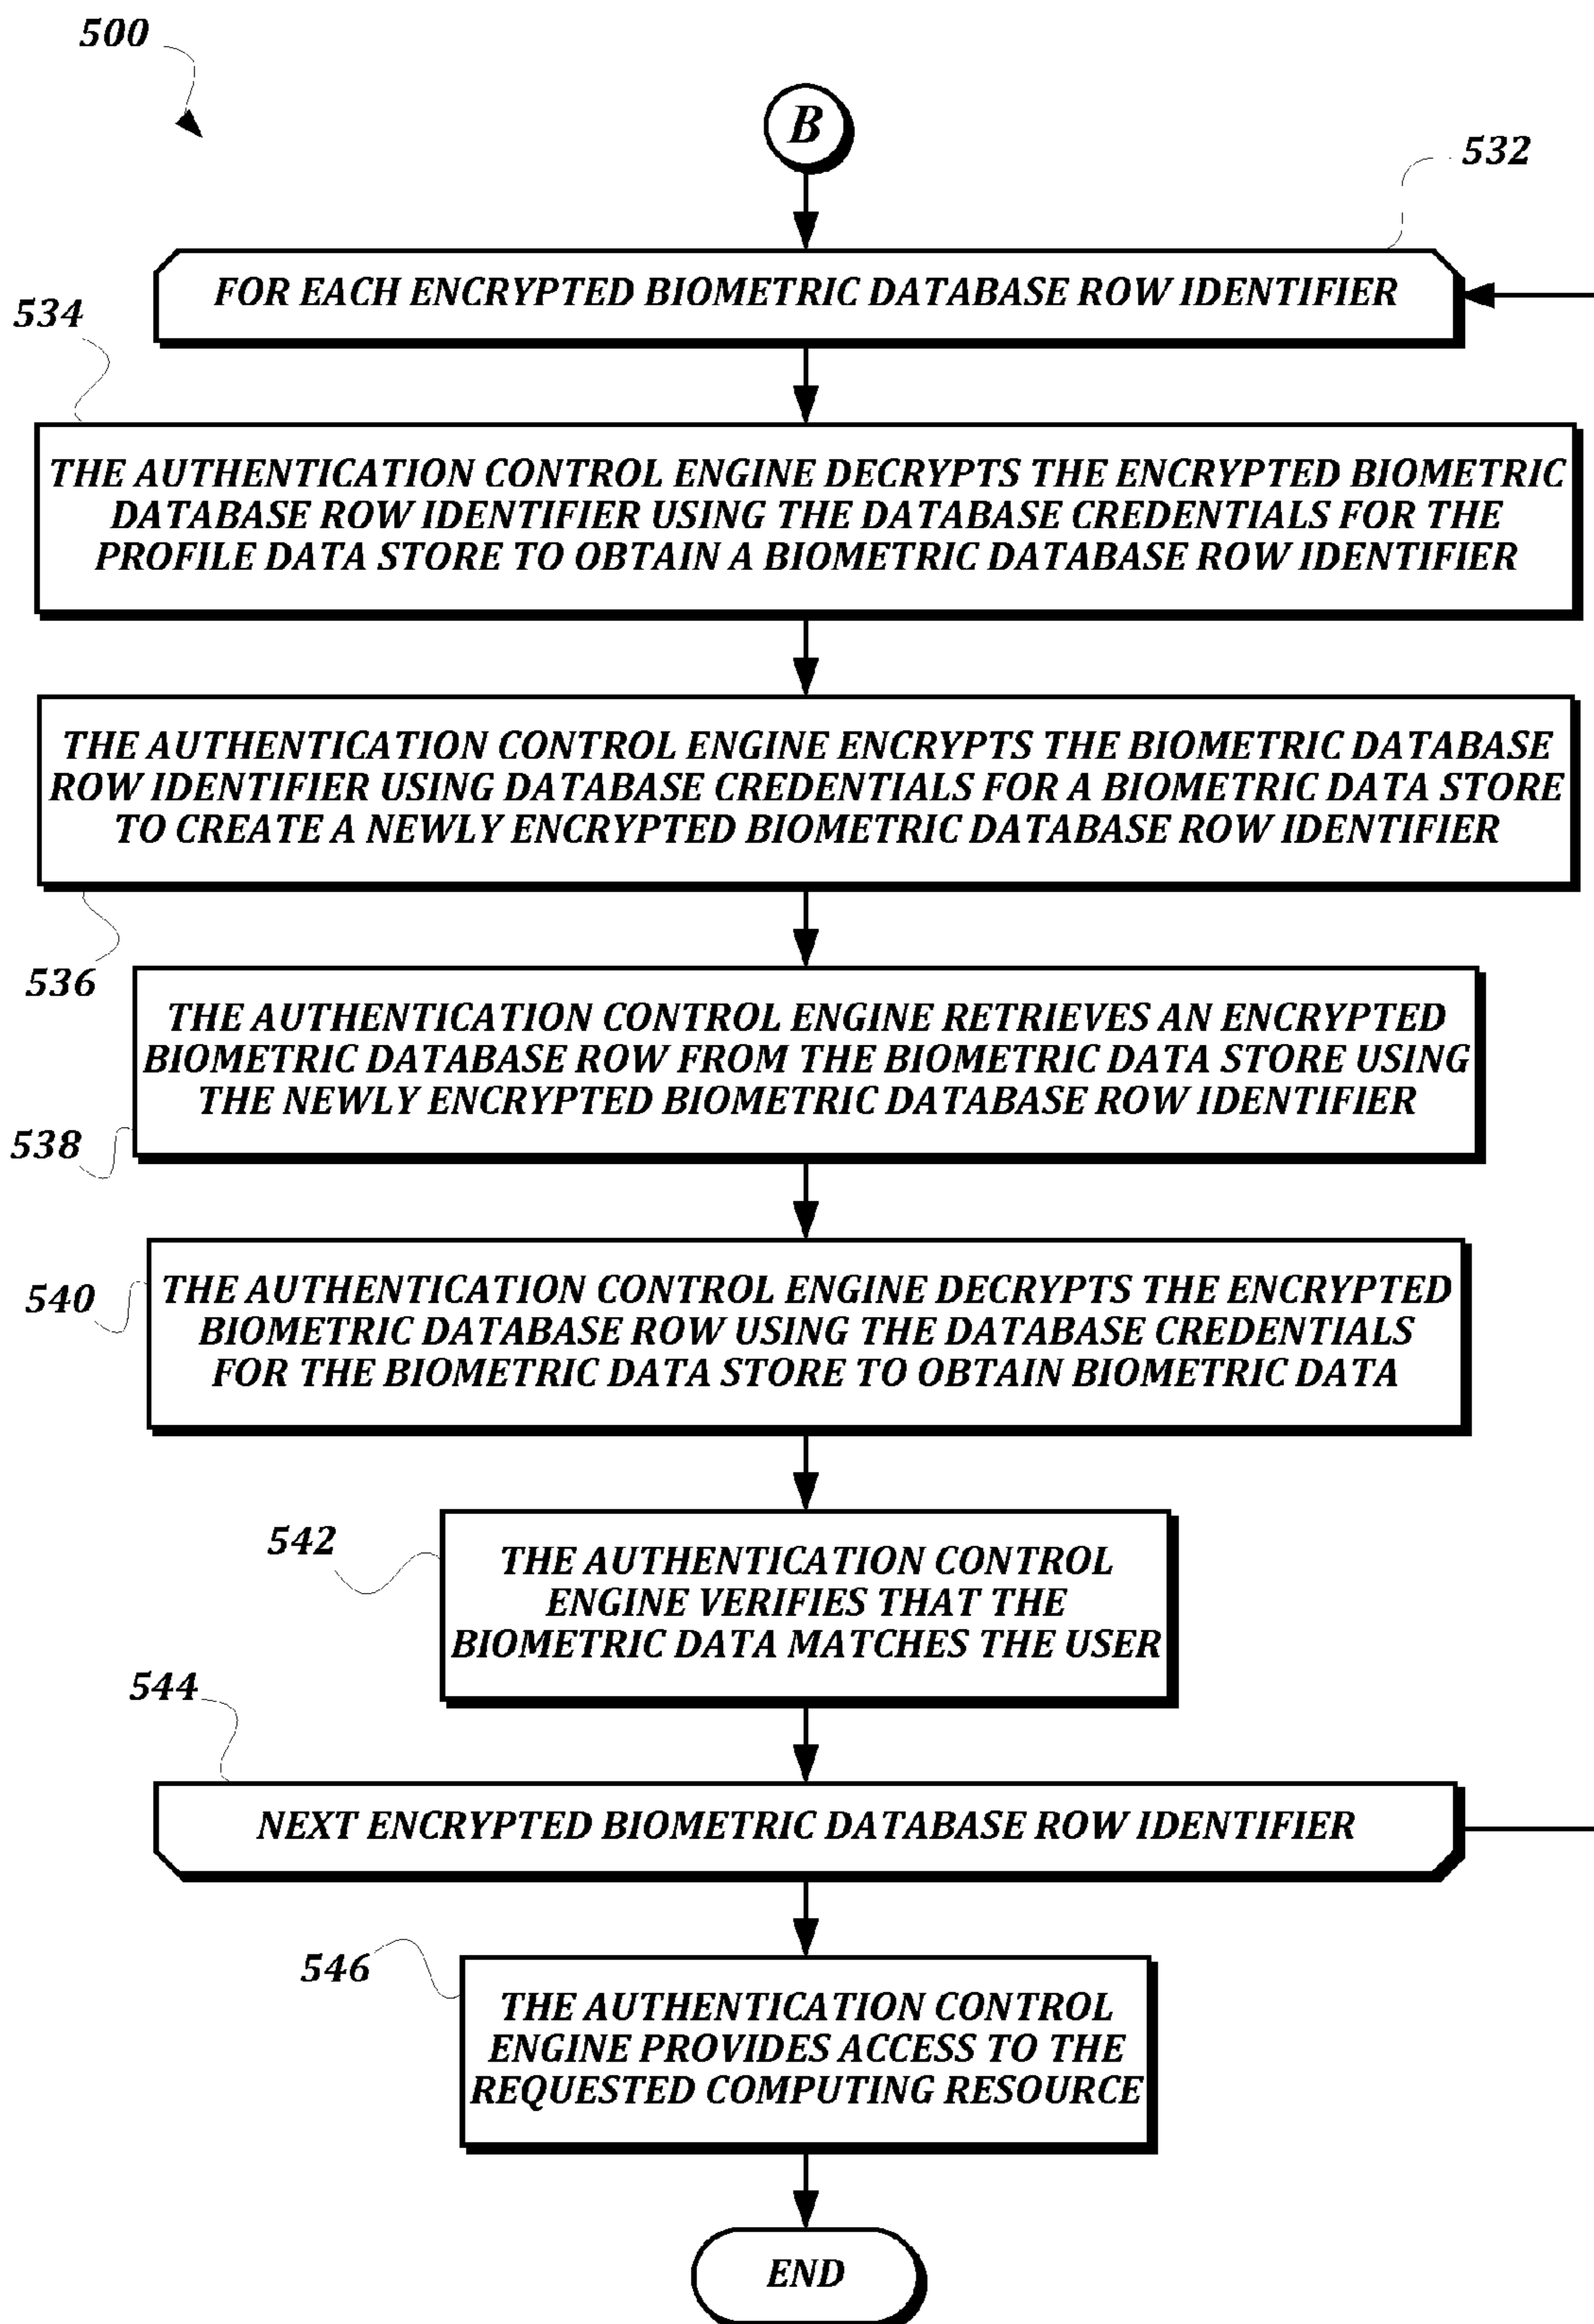 500
B
532
FOR EACH ENCRYPTED BIOMETRIC DATABASE ROW IDENTIFIER
534
THE AUTHENTICATION CONTROL ENGINE DECRYPTS THE ENCRYPTED BIOMETRIC
DATABASE ROW IDENTIFIER USING THE DATABASE CREDENTIALS FOR THE
PROFILE DATA STORE TO OBTAIN A BIOMETRIC DATABASE ROW IDENTIFIER
THE AUTHENTICATION CONTROL ENGINE ENCRYPTS THE BIOMETRIC DATABASE
ROW IDENTIFIER USING DATABASE CREDENTIALS FOR A BIOMETRIC DATA STORE
TO CREATE A NEWLY ENCRYPTED BIOMETRIC DATABASE ROW IDENTIFIER
536
THE AUTHENTICATION CONTROL ENGINE RETRIEVES AN ENCRYPTED
BIOMETRIC DATABASE ROW FROM THE BIOMETRIC DATA STORE USING
THE NEWLY ENCRYPTED BIOMETRIC DATABASE ROW IDENTIFIER
538
540
THE AUTHENTICATION CONTROL ENGINE DECRYPTS THE ENCRYPTED
BIOMETRIC DATABASE ROW USING THE DATABASE CREDENTIALS
FOR THE BIOMETRIC DATA STORE TO OBTAIN BIOMETRIC DATA
542
THE AUTHENTICATION CONTROL
ENGINE VERIFIES THAT THE
BIOMETRIC DATA MATCHES THE USER
544
NEXT ENCRYPTED BIOMETRIC DATABASE ROW IDENTIFIER
546
THE AUTHENTICATION CONTROL
ENGINE PROVIDES ACCESS TO THE
REQUESTED COMPUTING RESOURCE
END